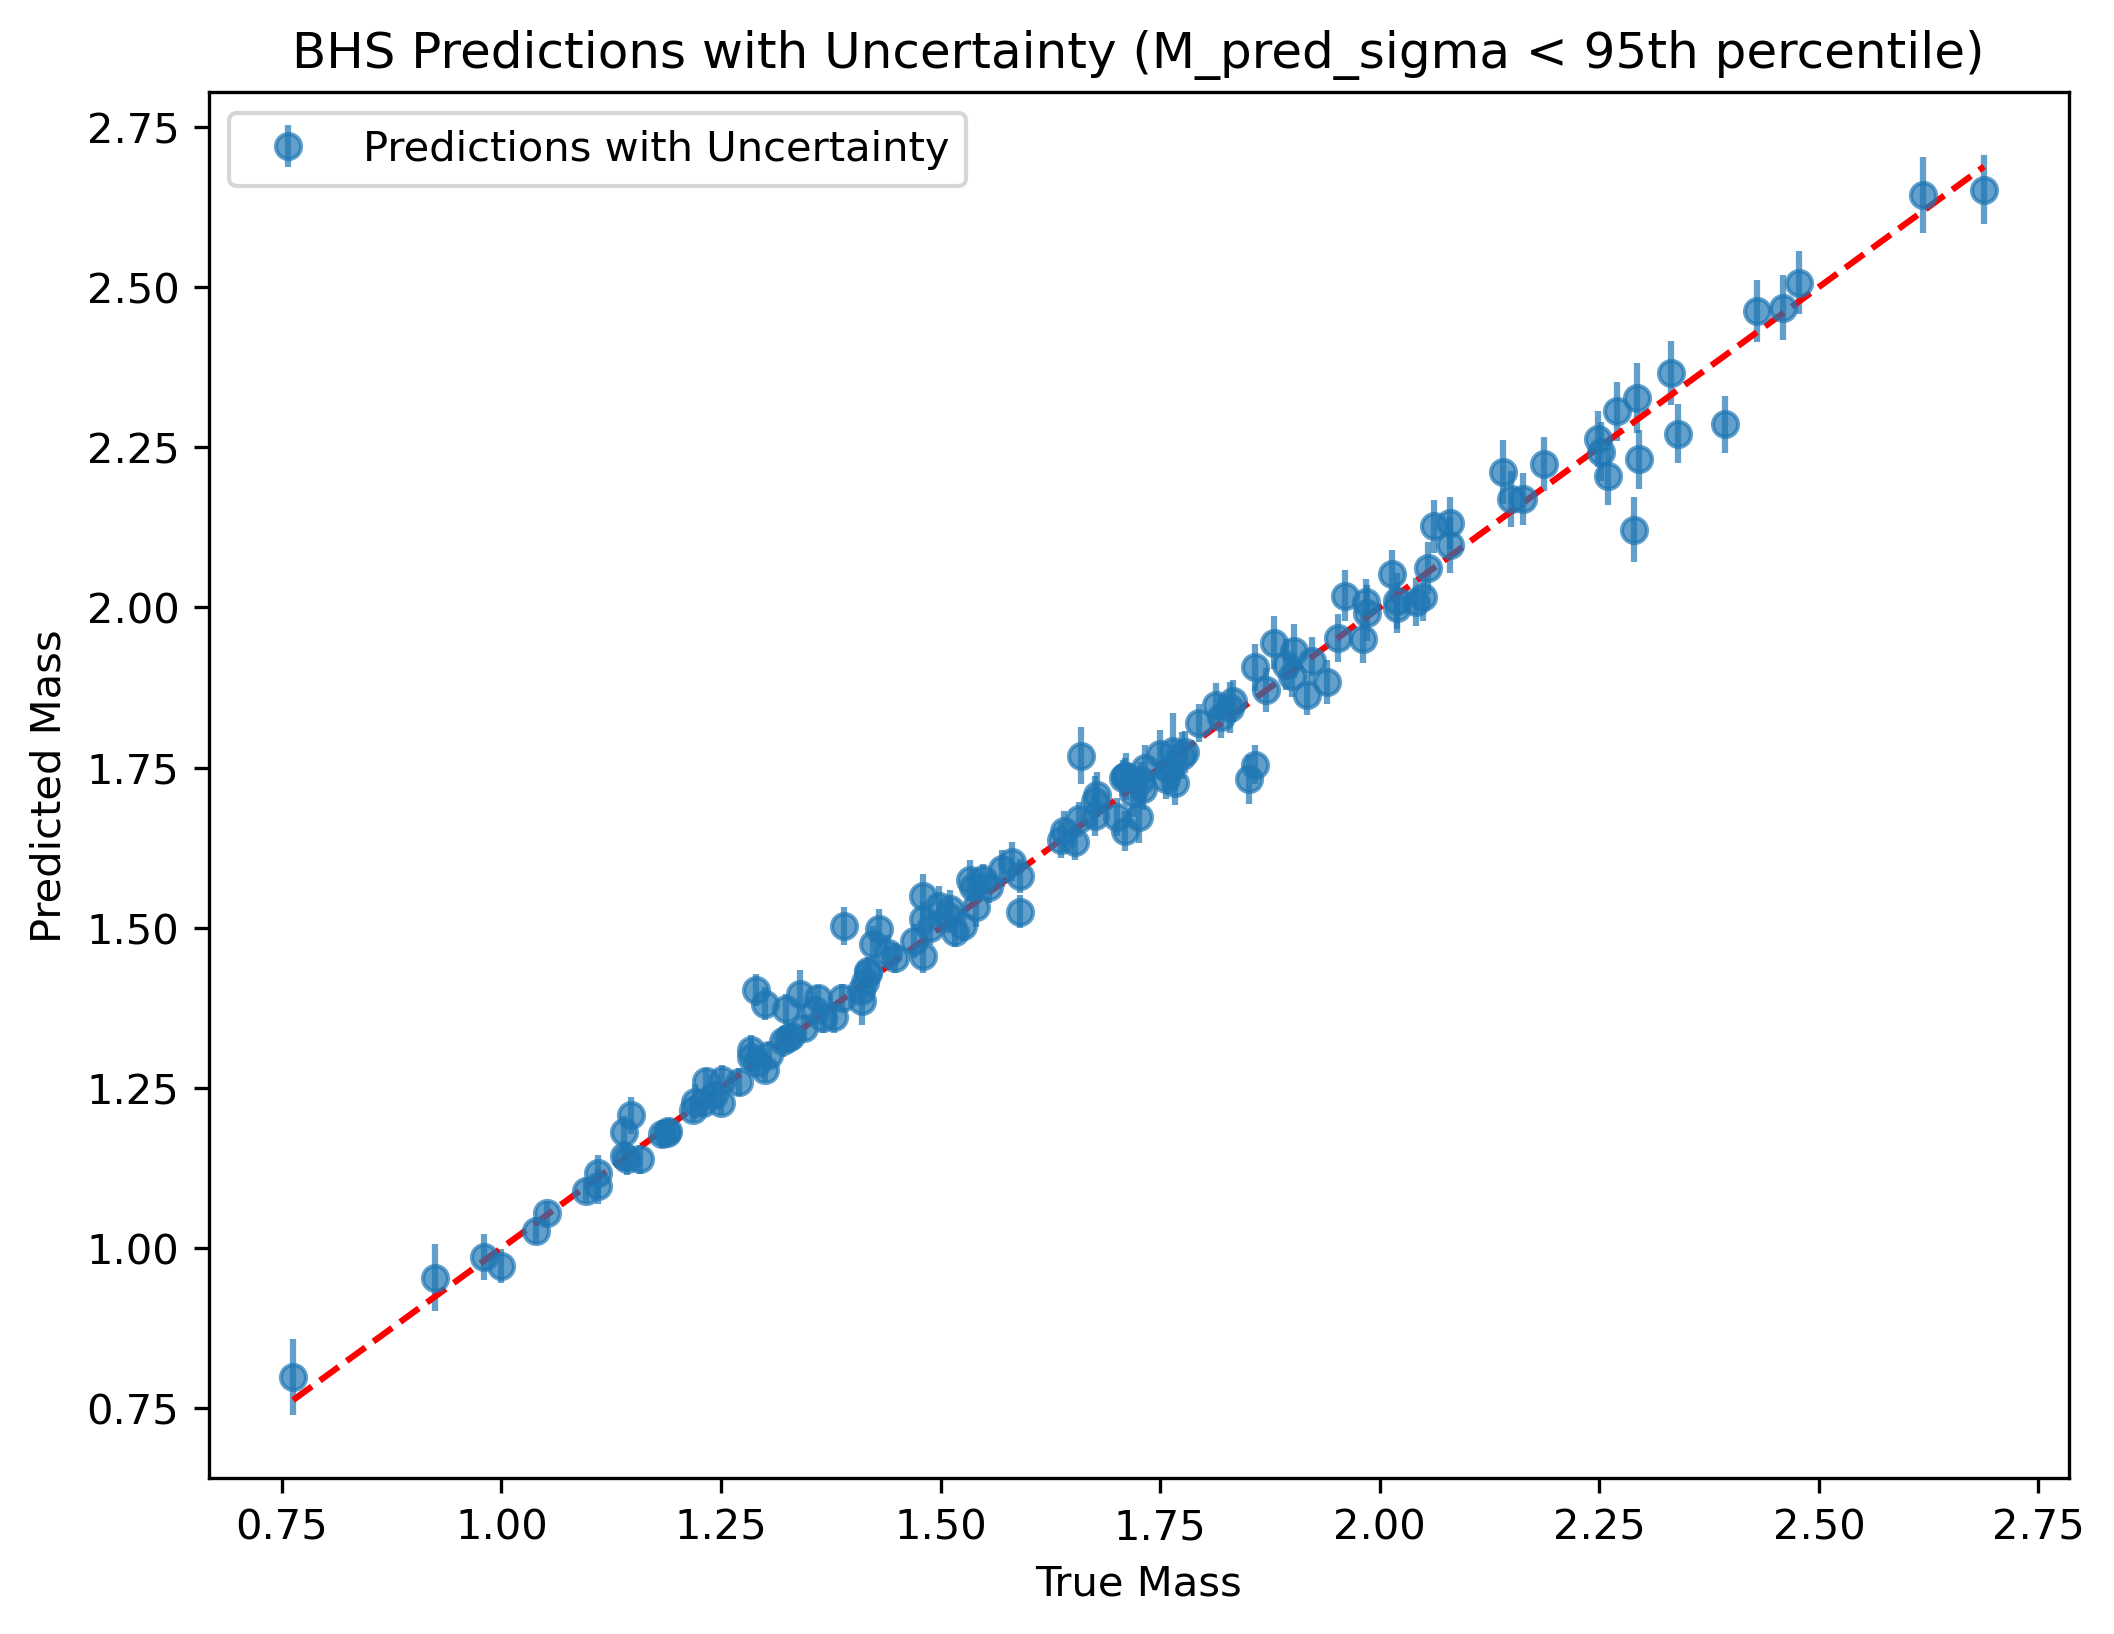 BHS Predictions with Uncertainty (M_pred_sigma < 95th percentile)
Predictions with Uncertainty
2.75
2.50
2.25
2.00
1.75
1.50
1.25
1.00
0.75
Predicted Mass
0.75 1.00 1.25 1.50 1.75 2.00 2.25 2.50 2.75
True Mass